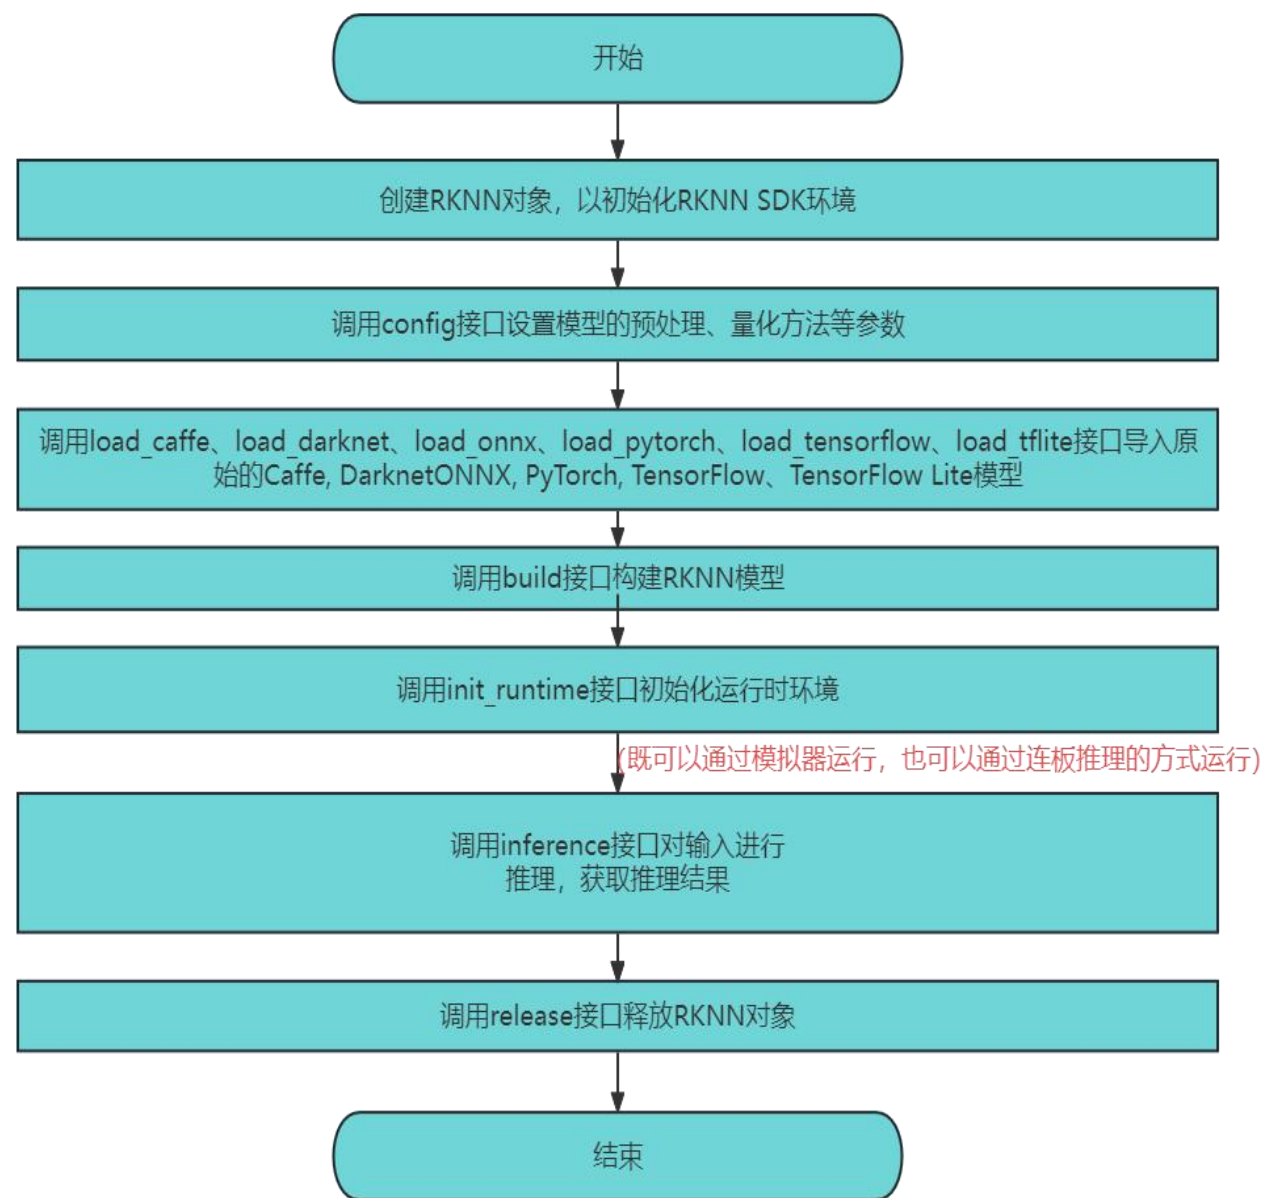 开始
创建RKNN对象，以初始化RKNN SDK环境
调用config接口设置模型的预处理、量化方法等参数
调用load_caffe、load_darknet、load_onnx、load_pytorch、load_tensorflow、load_tflite接口导入原
始的Caffe, DarknetONNX, PyTorch, TensorFlow、TensorFlow Lite模型
调用build接口构建RKNN模型
调用init_runtime接口初始化运行时环境
(既可以通过模拟器运行，也可以通过连板推理的方式运行)
调用inference接口对输入进行
推理，获取推理结果
调用release接口释放RKNN对象
结束